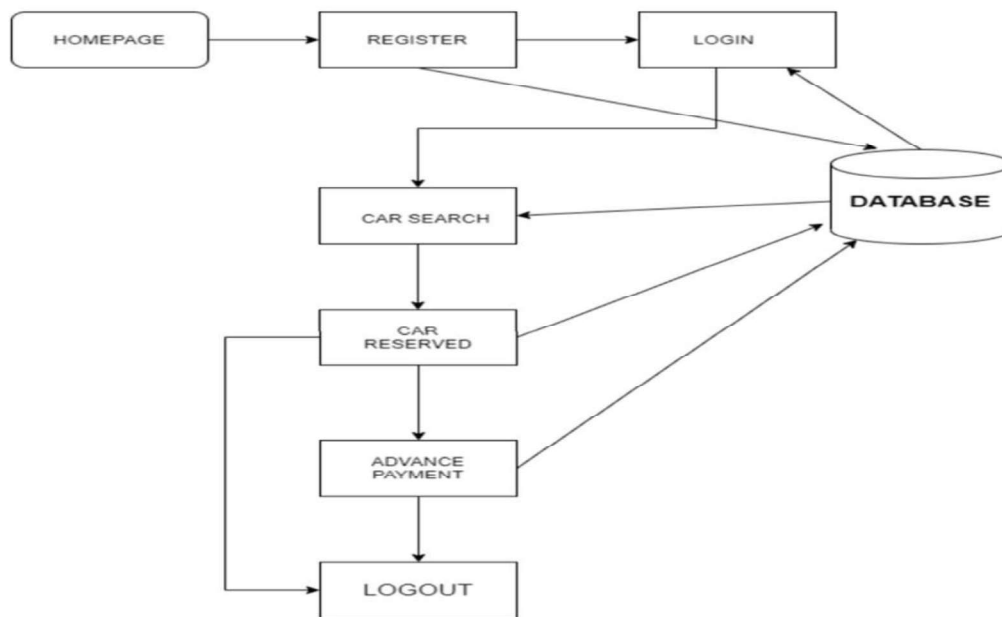 HOMEPAGE
REGISTER
LOGIN
DATABASE
CAR SEARCH
CAR
RESERVED
ADVANCE
PAYMENT
LOGOUT